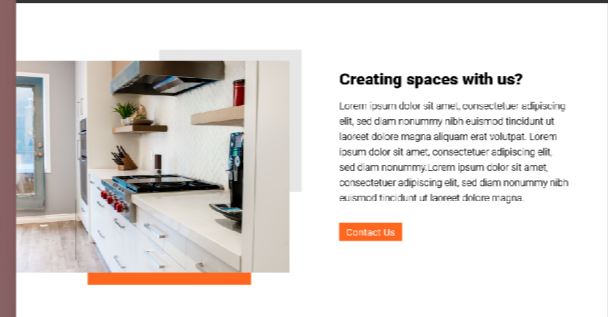 Creating spaces with us?
Lorem ipsum dolor sit amet, consectetuer adipiscing
elit, sed diam nonummy nibh euismod tincidunt ut
laoreet dolore magna aliquam erat volutpat. Lorem
ipsum dolor sit amet, consectetuer adipiscing elit,
sed diam nonummy.Lorem ipsum dolor sit amet,
consectetuer adipiscing elit, sed diam nonummy nibh
euismod tincidunt ut laoreet dolore magna.
Contact Us